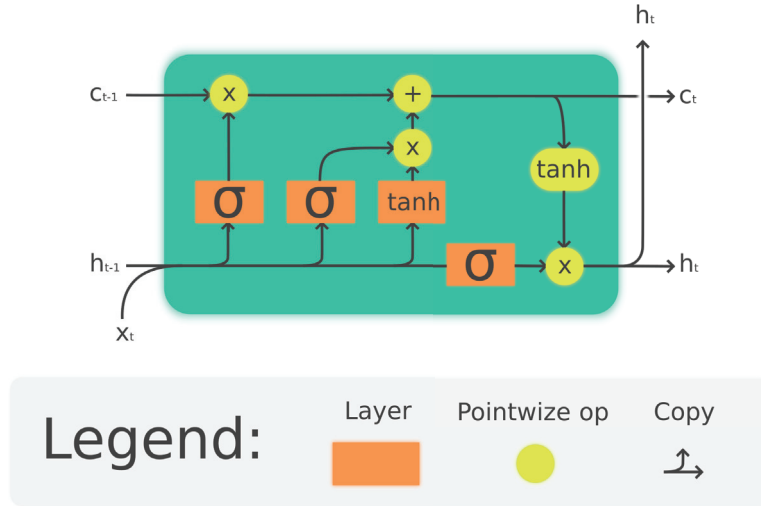 hₜ
cₜ₋₁ x + cₜ
x
tanh
σ σ tanh
hₜ₋₁ σ x hₜ
xₜ
Legend: Layer Pointwize op Copy